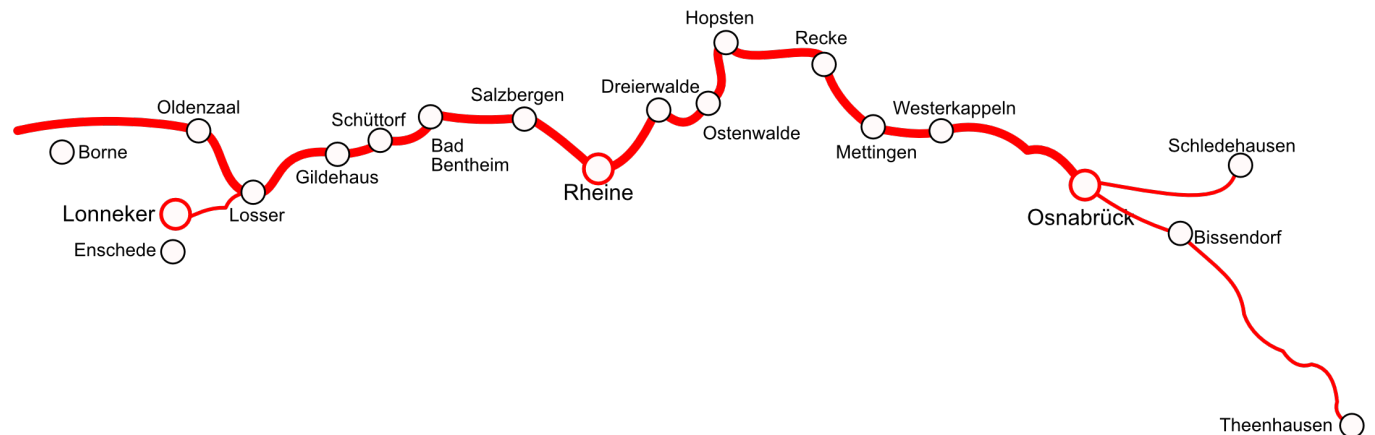 Hopsten
Recke
Dreierwalde
Salzbergen
Oldenzaal
Westerkappeln
Schüttorf
Ostenwalde
Bad
Bentheim
Schledehausen
Borne
Mettingen
Gildehaus
Rheine
Lonneker
Losser
Osnabrück
Bissendorf
Enschede
Theenhausen